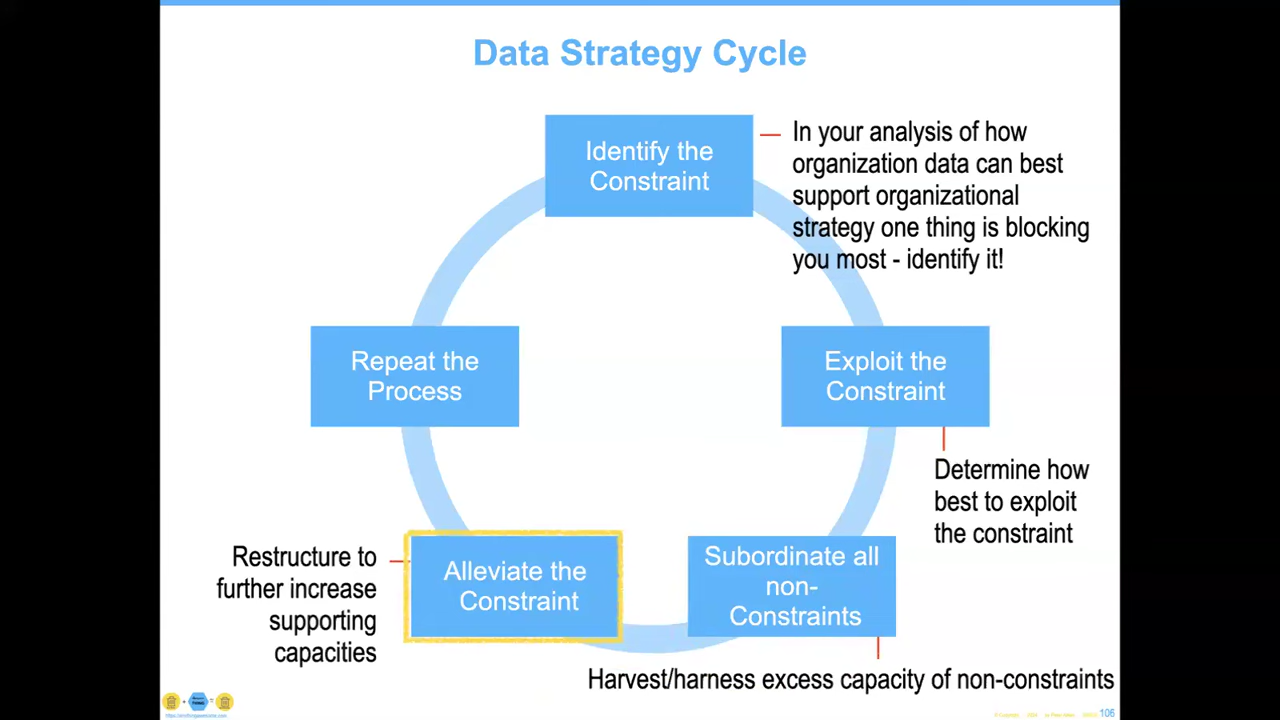 Data Strategy Cycle
Identify the
Constraint
In your analysis of how
organization data can best
support organizational
strategy one thing is blocking
you most - identify it!
Repeat the
Process
Exploit the
Constraint
Determine how
best to exploit
the constraint
Restructure to
further increase
supporting
capacities
Alleviate the
Constraint
Subordinate all
non-
Constraints
Harvest/harness excess capacity of non-constraints
106